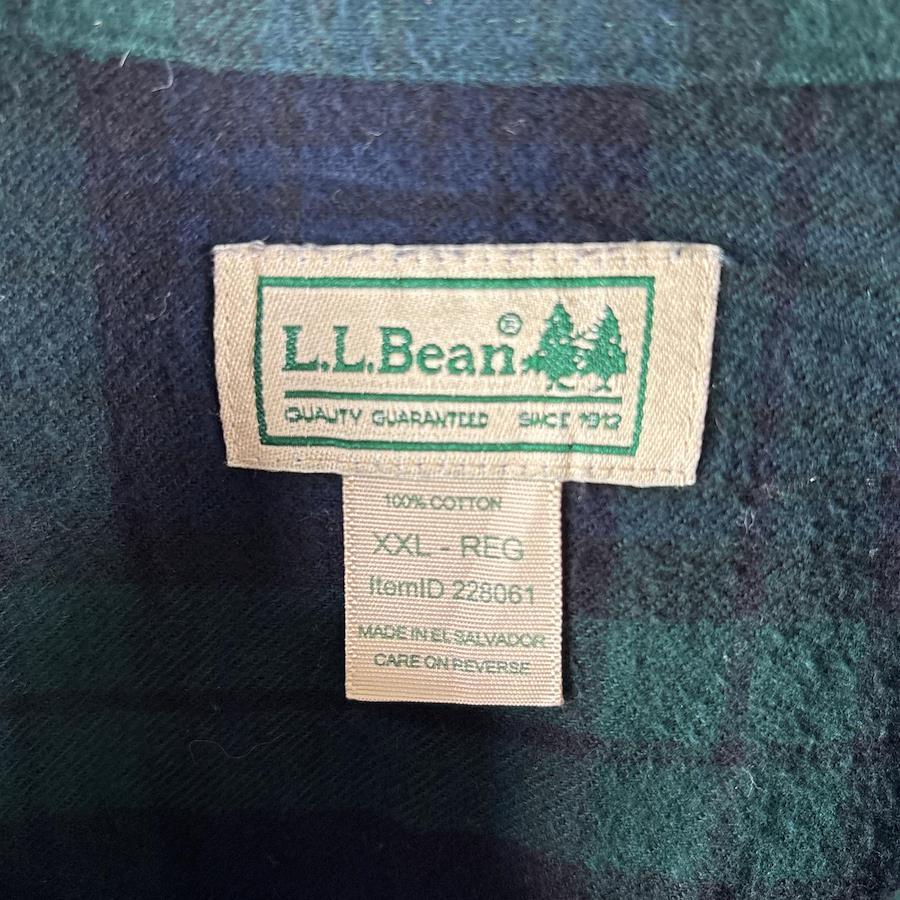 L.L.Bean®
QUALITY GUARANTEED SINCE 1912
100% COTTON
XXL - REG
ItemID 228061
MADE IN EL SALVADOR
CARE ON REVERSE